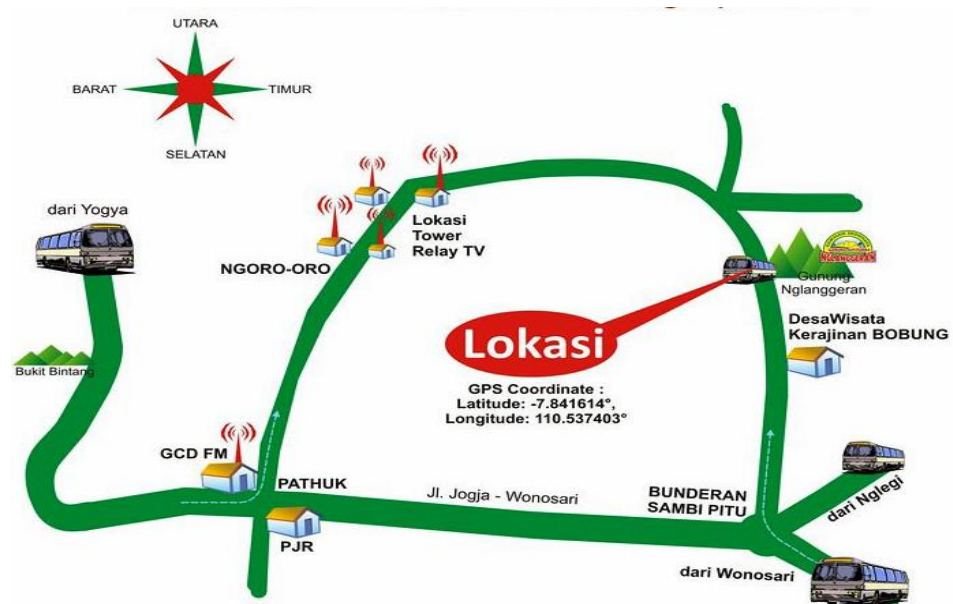 UTARA
BARAT
TIMUR
SELATAN
dari Yogya
Bukit Bintang
NGORO-ORO
Lokasi
Tower
Relay TV
NGLANGGERAN
Gunung
Nglanggeran
DesaWisata
Kerajinan BOBUNG
Lokasi
GPS Coordinate :
Latitude: -7.841614°,
Longitude: 110.537403°
GCD FM
PATHUK
PJR
Jl. Jogja - Wonosari
BUNDERAN
SAMBI PITU
dari Nglegi
dari Wonosari